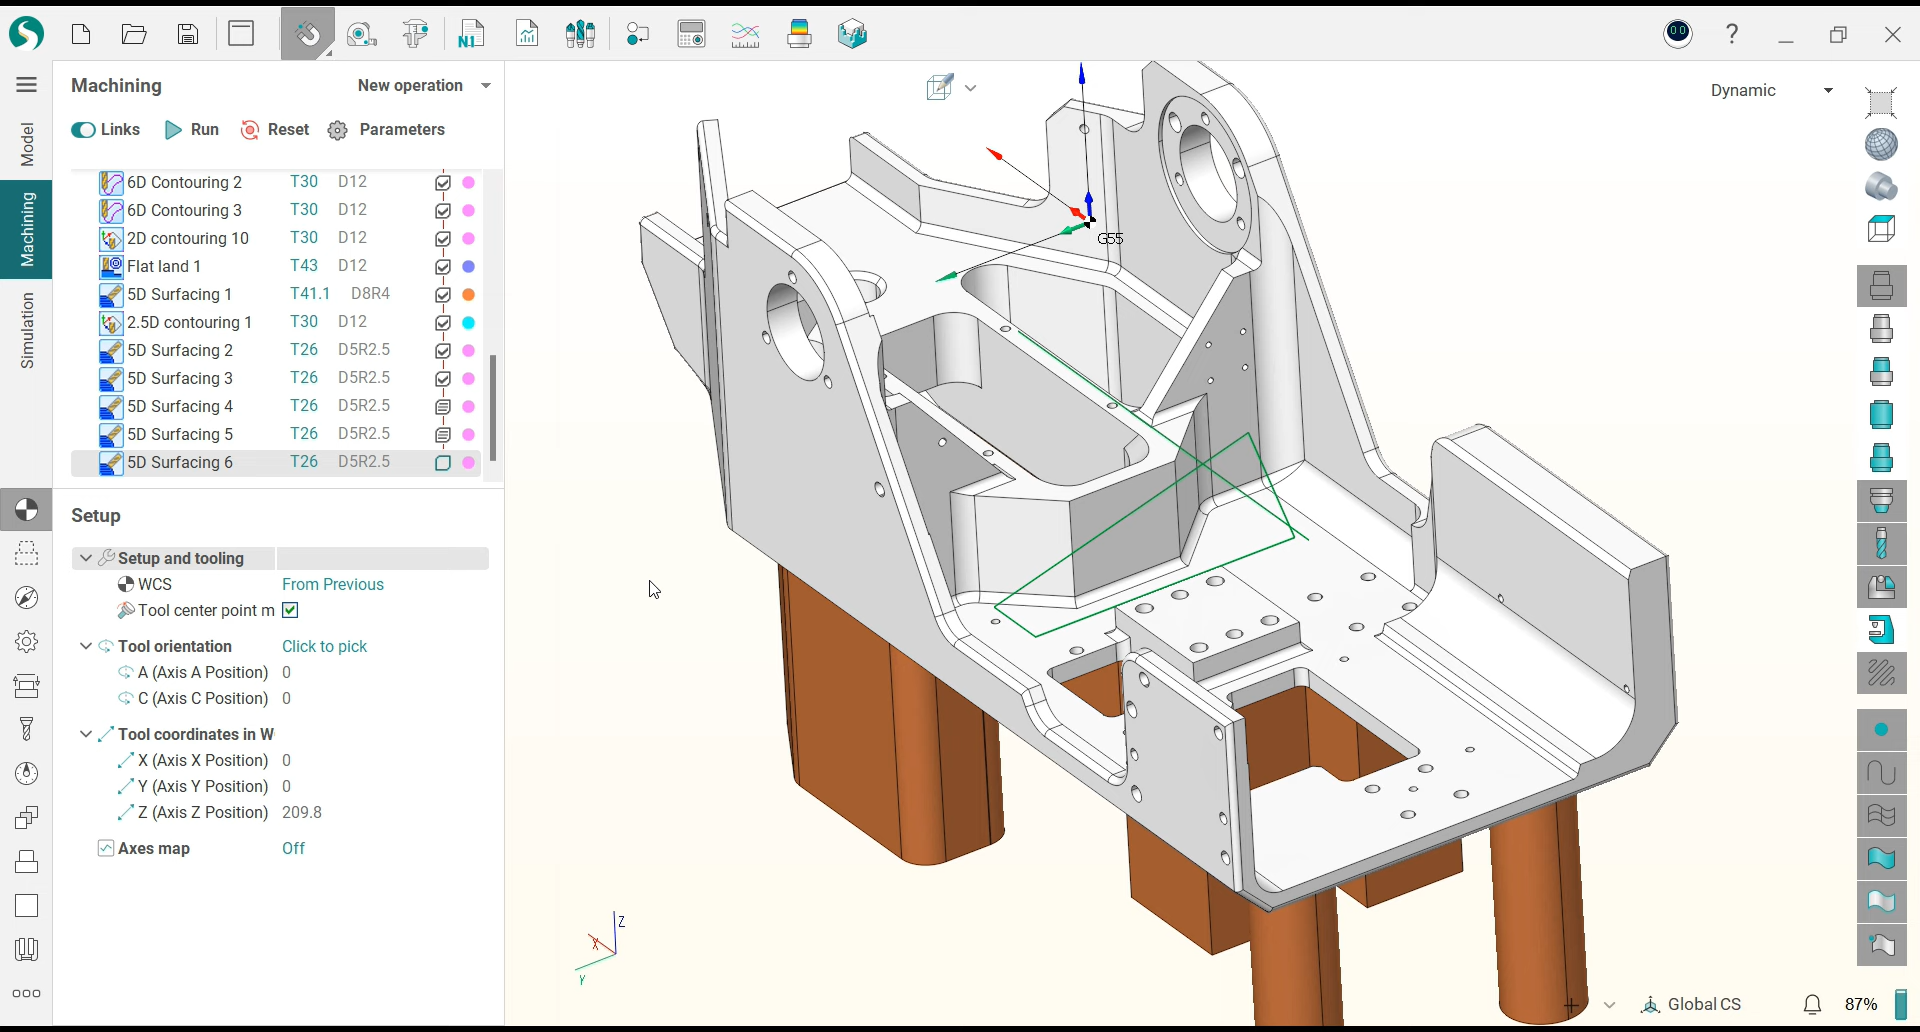 N1
Machining
New operation
Dynamic
Links
Run
Reset
Parameters
Model
Machining
Simulation
6D Contouring 2 T30 D12
6D Contouring 3 T30 D12
2D contouring 10 T30 D12
Flat land 1 T43 D12
5D Surfacing 1 T41.1 D8R4
2.5D contouring 1 T30 D12
5D Surfacing 2 T26 D5R2.5
5D Surfacing 3 T26 D5R2.5
5D Surfacing 4 T26 D5R2.5
5D Surfacing 5 T26 D5R2.5
5D Surfacing 6 T26 D5R2.5
G55
Setup
Setup and tooling
WCS From Previous
Tool center point m
Tool orientation Click to pick
A (Axis A Position) 0
C (Axis C Position) 0
Tool coordinates in W
X (Axis X Position) 0
Y (Axis Y Position) 0
Z (Axis Z Position) 209.8
Axes map Off
Z
X
Y
Global CS
87%